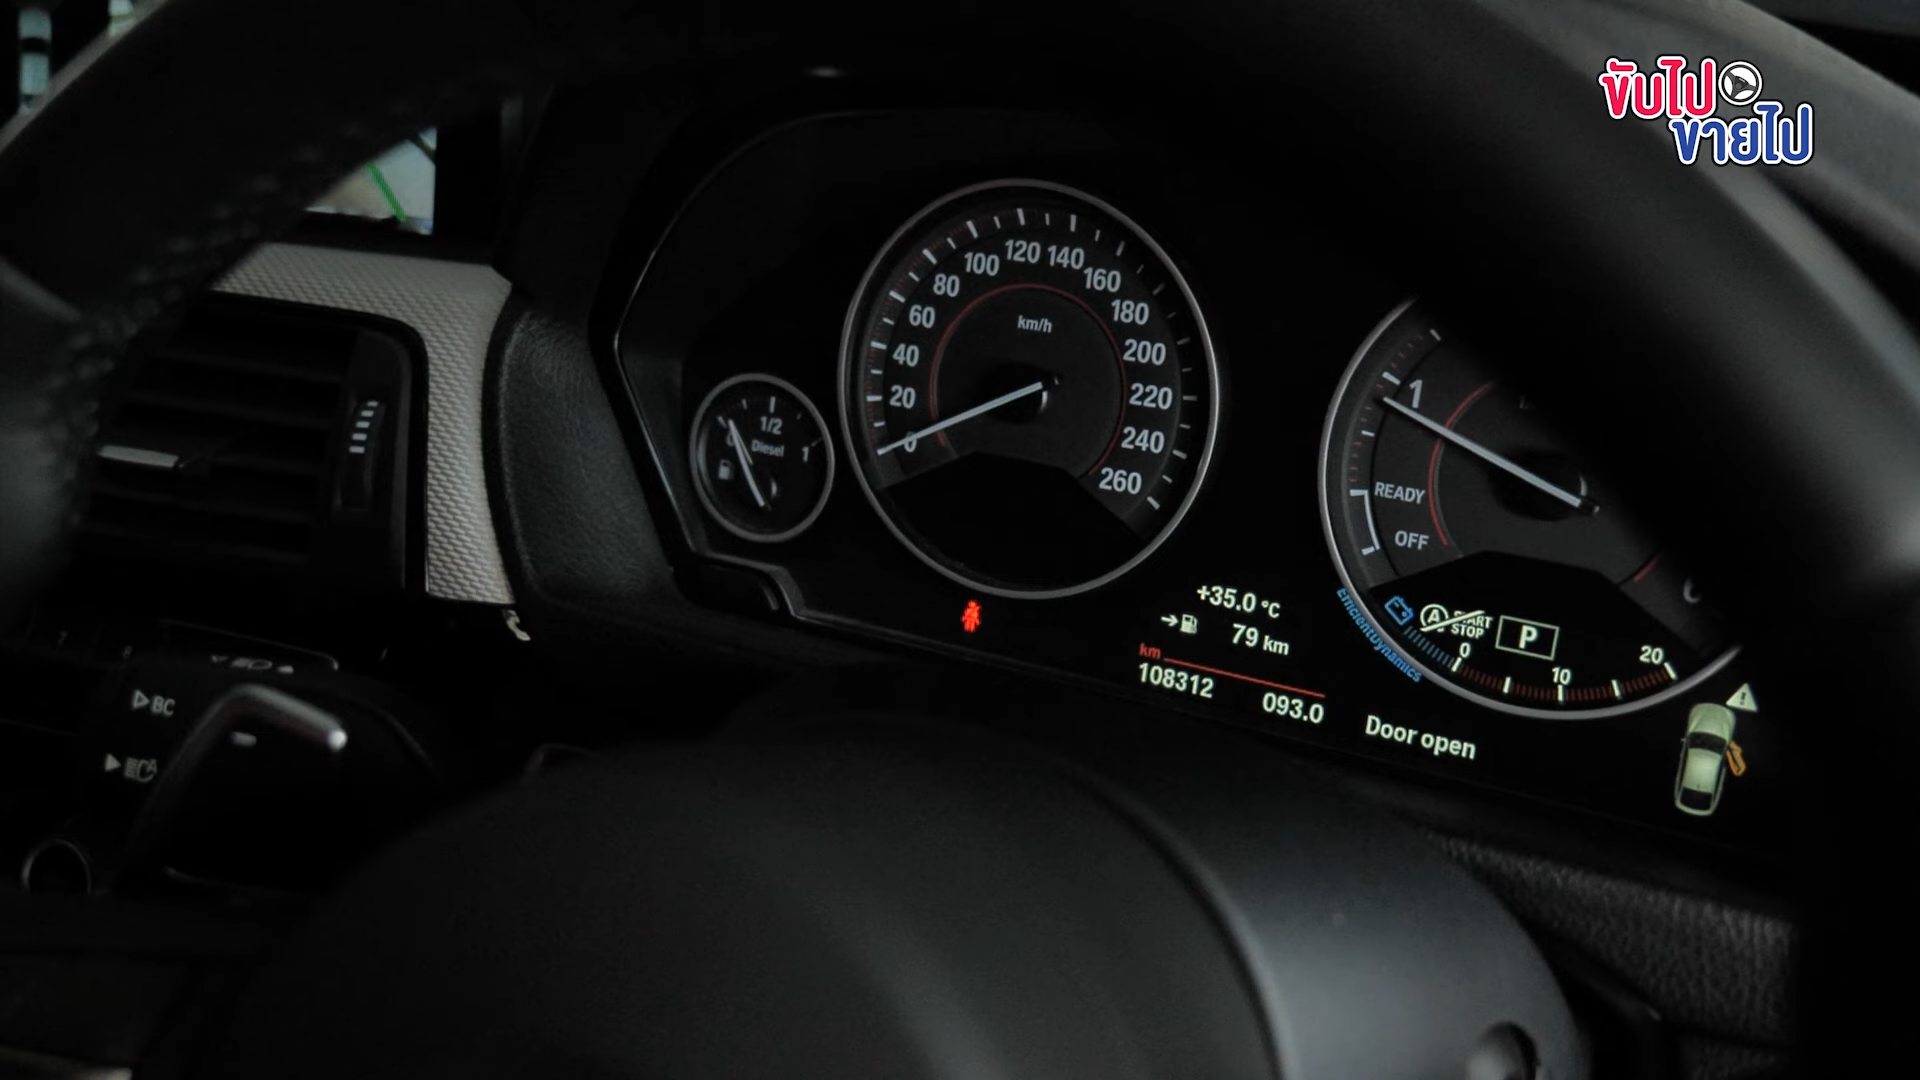 ขับไป
ขายไป
120 140
100 160
80 180
60 200
40 220
20 240
0 260
km/h
1/2
0 Diesel 1
1
READY
OFF
EfficientDynamics
A START STOP
P
0 10 20
+35.0 °C
79 km
km
108312 093.0
Door open
BC